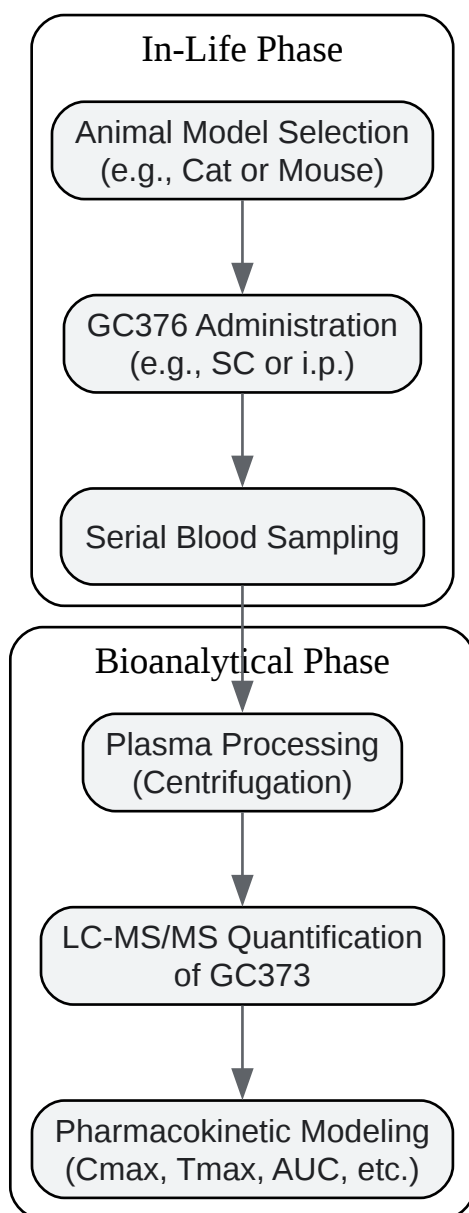 In-Life Phase
Animal Model Selection
(e.g., Cat or Mouse)
GC376 Administration
(e.g., SC or i.p.)
Serial Blood Sampling
Bioanalytical Phase
Plasma Processing
(Centrifugation)
LC-MS/MS Quantification
of GC373
Pharmacokinetic Modeling
(Cmax, Tmax, AUC, etc.)